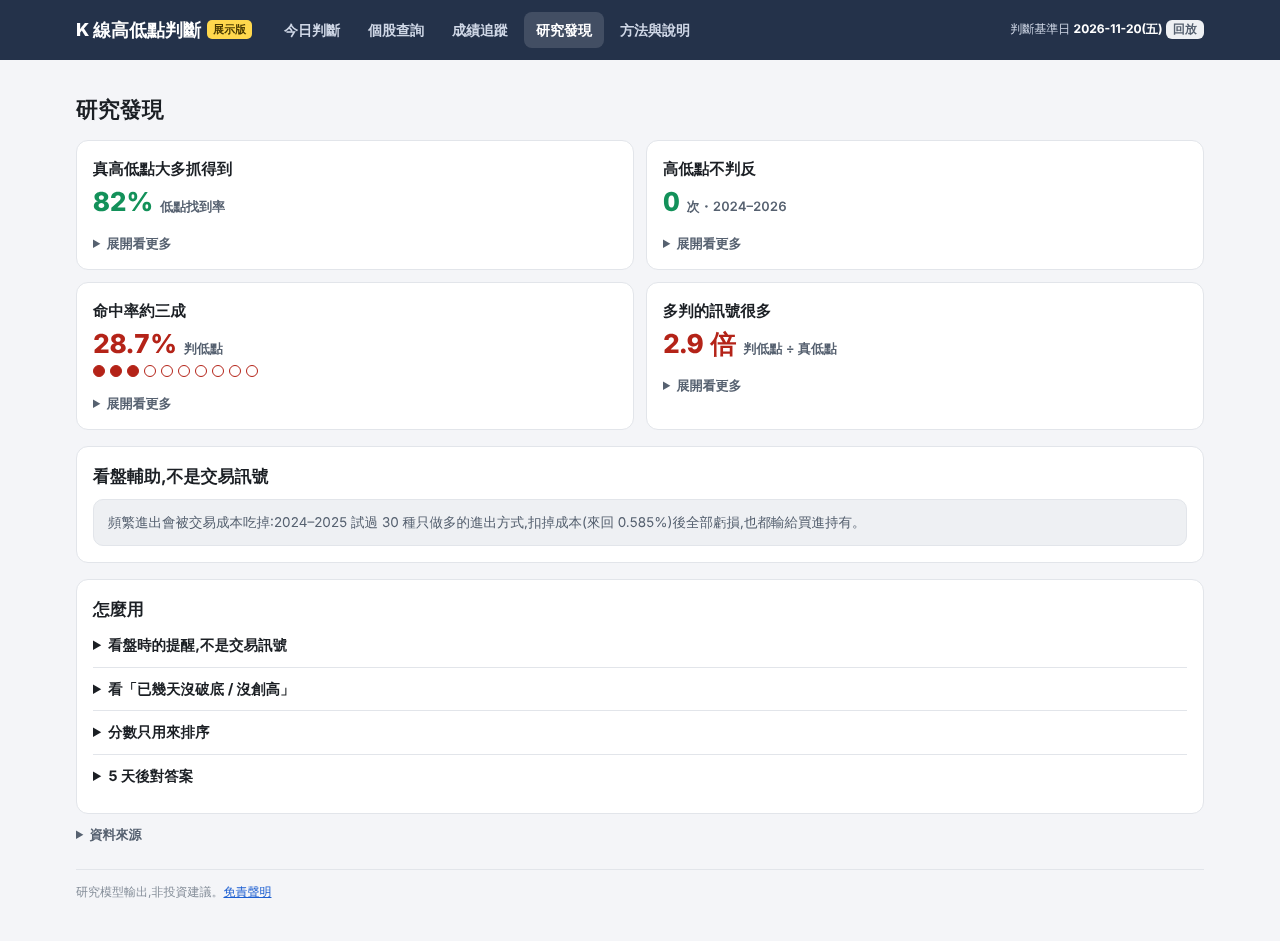 K 線高低點判斷 展示版 今日判斷 個股查詢 成績追蹤 研究發現 方法與說明 判斷基準日 2026-11-20(五) 回放
研究發現
真高低點大多抓得到
82% 低點找到率
▶ 展開看更多
高低點不判反
0 次・2024–2026
▶ 展開看更多
命中率約三成
28.7% 判低點
▶ 展開看更多
多判的訊號很多
2.9 倍 判低點 ÷ 真低點
▶ 展開看更多
看盤輔助,不是交易訊號
頻繁進出會被交易成本吃掉:2024–2025 試過 30 種只做多的進出方式,扣掉成本(來回 0.585%)後全部虧損,也都輸給買進持有。
怎麼用
▶ 看盤時的提醒,不是交易訊號
▶ 看「已幾天沒破底 / 沒創高」
▶ 分數只用來排序
▶ 5 天後對答案
▶ 資料來源
研究模型輸出,非投資建議。免責聲明